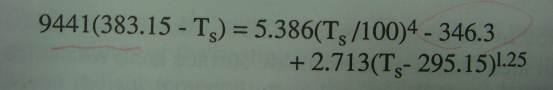 9441(383.15 - Tₛ) = 5.386(Tₛ/100)⁴ - 346.3
+ 2.713(Tₛ- 295.15)¹·²⁵